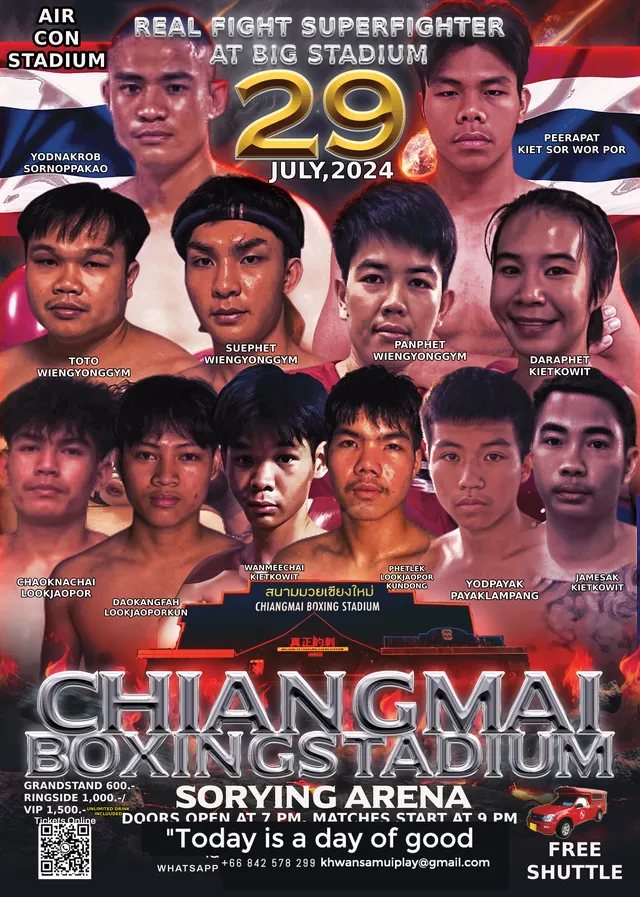 AIR
CON
STADIUM
REAL FIGHT SUPERFIGHTER
AT BIG STADIUM
29
JULY,2024
YODNAKROB
SORNOPPAKAO
PEERAPAT
KIET SOR WOR POR
TOTO
WIENGYONGGYM
SUEPHET
WIENGYONGGYM
PANPHET
WIENGYONGGYM
DARAPHET
KIETKOWIT
CHAOKNACHAI
LOOKJAOPOR
DAOKANGFAH
LOOKJAOPORKUN
WANMEECHAI
KIETKOWIT
PHETLEK
LOOKJAOPOR
KUNDONG
YODPAYAK
PAYAKLAMPANG
JAMESAK
KIETKOWIT
สนามมวยเชียงใหม่
CHIANGMAI BOXING STADIUM
CHIANGMAI
BOXINGSTADIUM
GRANDSTAND 600.-
RINGSIDE 1,000.-/
VIP 1,500.- UNLIMITED DRINK
INCLUUDED
Tickets Online
SORYING ARENA
DOORS OPEN AT 7 PM. MATCHES START AT 9 PM
"Today is a day of good
WHATSAPP +66 842 578 299 khwansamuiplay@gmail.com
FREE
SHUTTLE